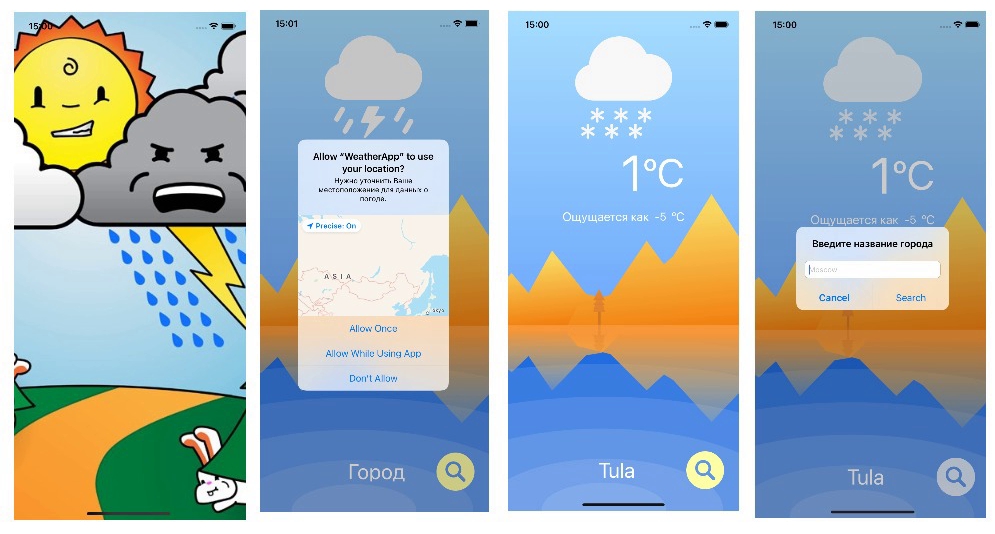 15:00
15:01
Allow “WeatherApp” to use
your location?
Нужно уточнить Ваше
местоположение для данных о
погоде.
Precise: On
ASIA
Allow Once
Allow While Using App
Don't Allow
Город
15:00
1°C
Ощущается как -5 °C
Tula
15:00
1°C
Ощущается как -5 °C
Введите название города
Moscow
Cancel
Search
Tula